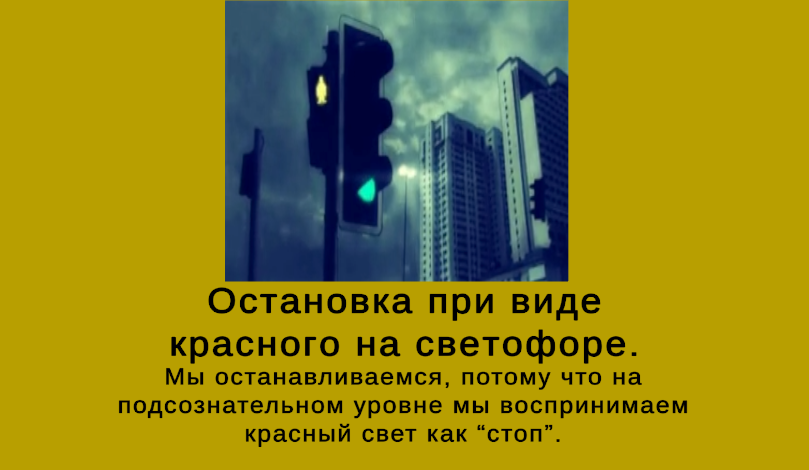 Остановка при виде
красного на светофоре.
Мы останавливаемся, потому что на
подсознательном уровне мы воспринимаем
красный свет как “стоп”.